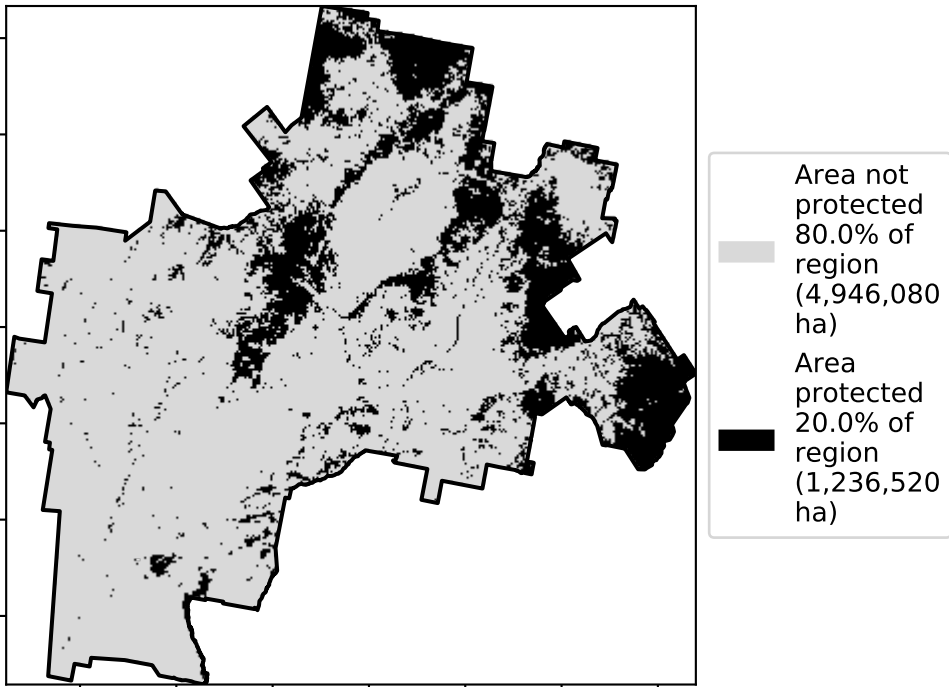 Area not
protected
80.0% of
region
(4,946,080
ha)
Area
protected
20.0% of
region
(1,236,520
ha)